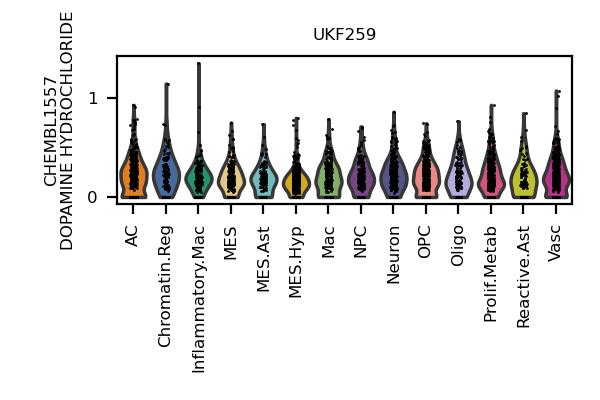 UKF259
CHEMBL1557
DOPAMINE HYDROCHLORIDE
1
0
AC
Chromatin.Reg
Inflammatory.Mac
MES
MES.Ast
MES.Hyp
Mac
NPC
Neuron
OPC
Oligo
Prolif.Metab
Reactive.Ast
Vasc